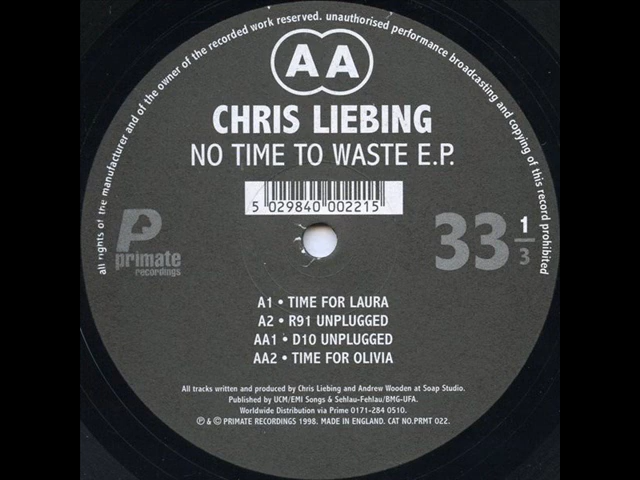 all rights of the manufacturer and of the owner of the recorded work reserved. unauthorised performance broadcasting and copying of this record prohibited
AA
CHRIS LIEBING
NO TIME TO WASTE E.P.
5 029840 002215
P
primate
recordings
33 1/3
A1 • TIME FOR LAURA
A2 • R91 UNPLUGGED
AA1 • D10 UNPLUGGED
AA2 • TIME FOR OLIVIA
All tracks written and produced by Chris Liebing and Andrew Wooden at Soap Studio.
Published by UCM/EMI Songs & Sehlau-Fehlau/BMG-UFA.
Worldwide Distribution via Prime 0171-284 0510.
℗ & © PRIMATE RECORDINGS 1998. MADE IN ENGLAND. CAT NO.PRMT 022.